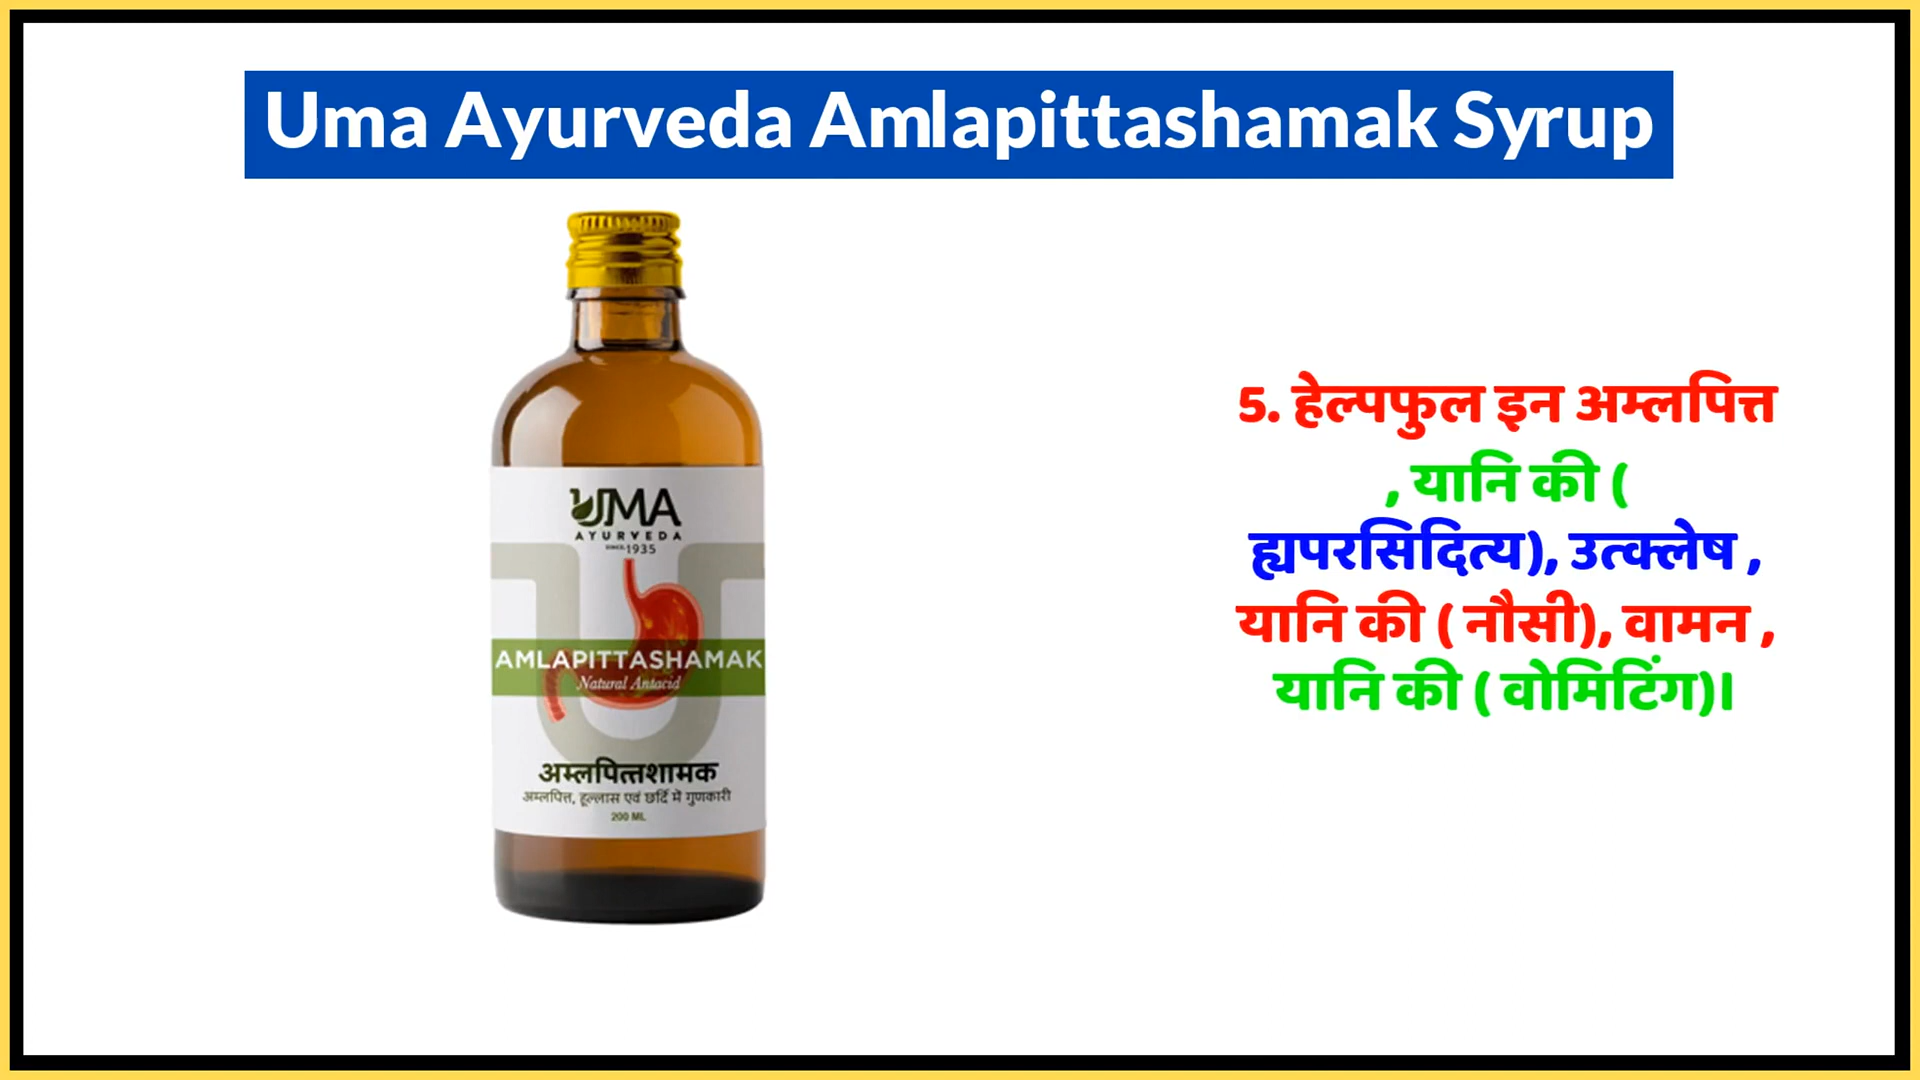 Uma Ayurveda Amlapittashamak Syrup
UMA
AYURVEDA
SINCE-1935
AMLAPITTASHAMAK
Natural Antacid
अम्लपित्तशामक
अम्लपित्त, हृल्लास एवं छर्दि में गुणकारी
200 ML
5. हेल्पफुल इन अम्लपित्त
, यानि की (
ह्यपरसिदित्य), उत्क्लेष ,
यानि की ( नौसी), वामन ,
यानि की ( वोमिटिंग)।